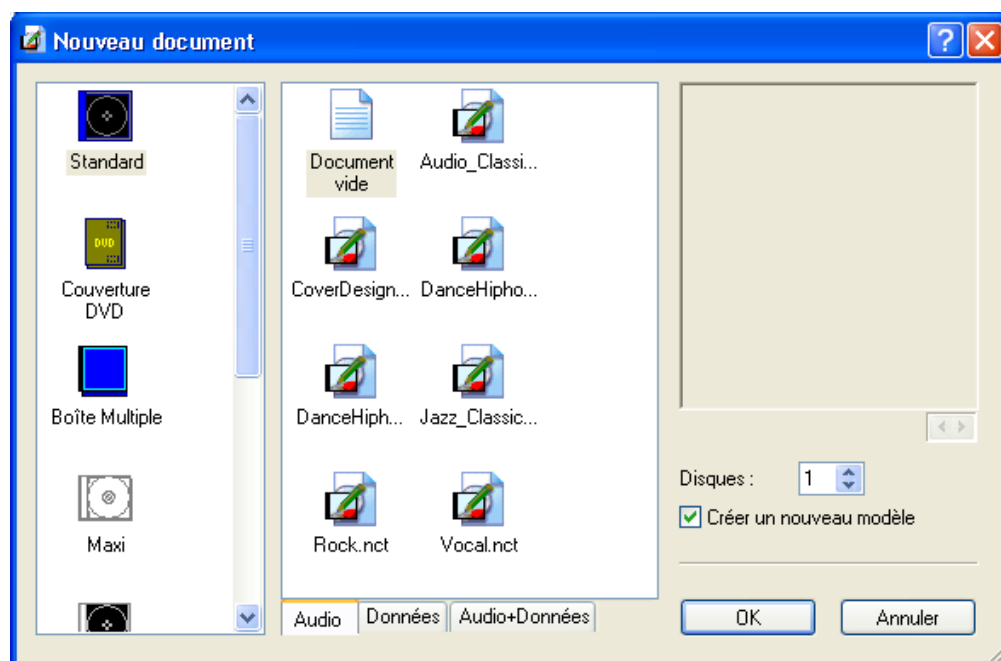 Nouveau document
Standard
Couverture
DVD
DVD
Boîte Multiple
Maxi
Document
vide
Audio_Classi...
CoverDesign...
DanceHipho...
DanceHiph...
Jazz_Classic...
Rock.nct
Vocal.nct
Audio
Données
Audio+Données
Disques :
1
Créer un nouveau modèle
OK
Annuler